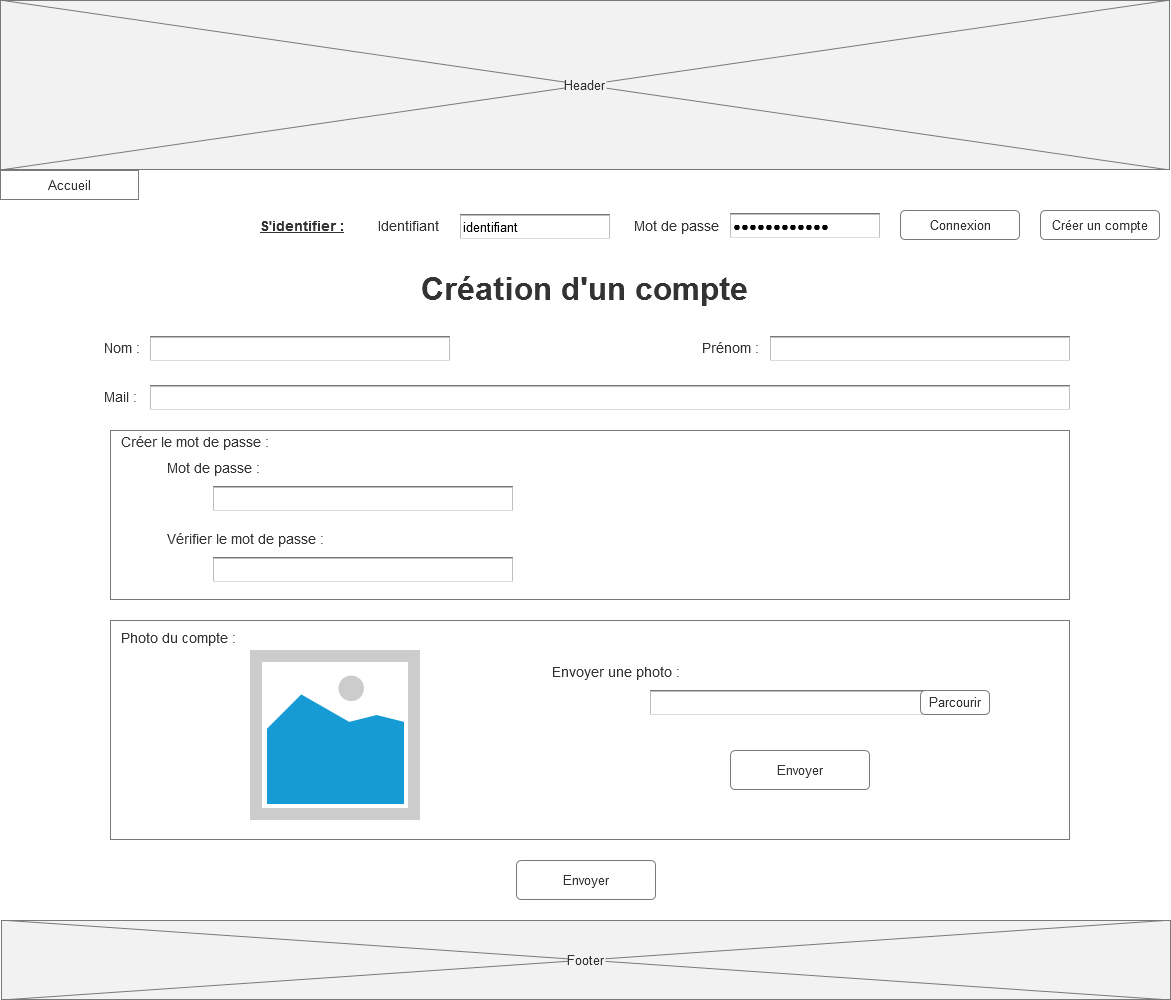 Header
Accueil
S'identifier : Identifiant identifiant Mot de passe ●●●●●●●●●●●● Connexion Créer un compte
Création d'un compte
Nom : Prénom :
Mail :
Créer le mot de passe :
Mot de passe :
Vérifier le mot de passe :
Photo du compte :
Envoyer une photo :
Parcourir
Envoyer
Envoyer
Footer